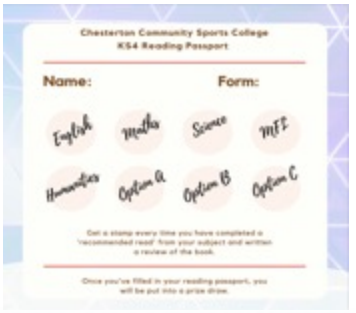 Chesterton Community Sports College
KS4 Reading Passport
Name: Form:
English Maths Science MFL
Humanities Option A Option B Option C
Get a stamp every time you have completed a
'recommended read' from your subject and written
a review of the book.
Once you've filled in your reading passport, you
will be put into a prize draw.